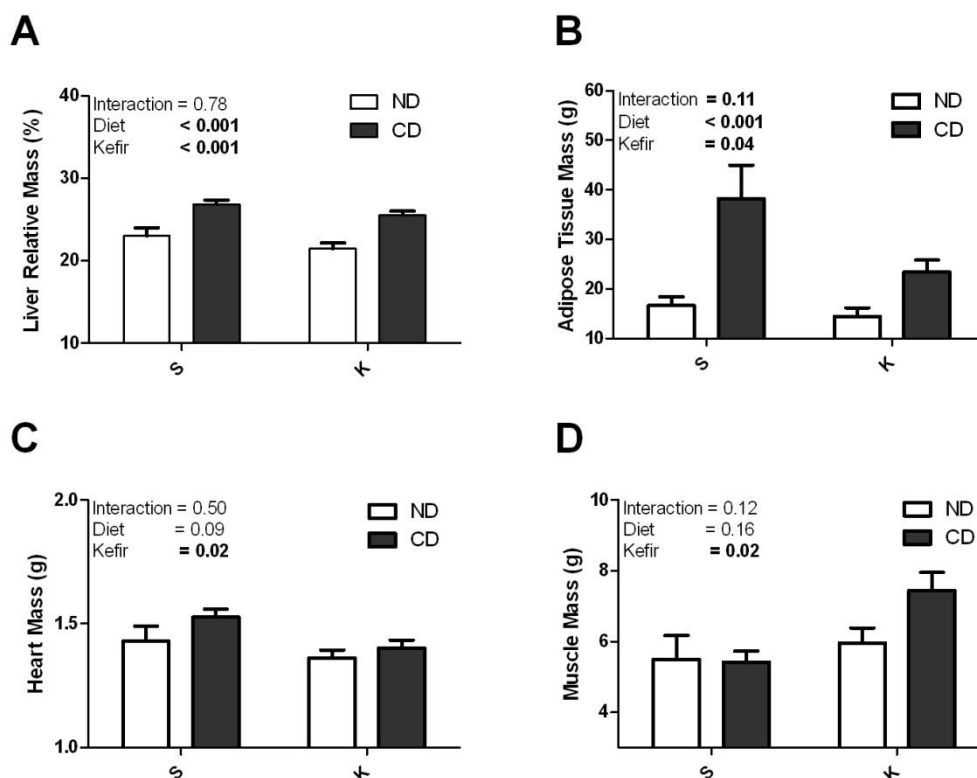 A
Liver Relative Mass (%)
40
30
20
10
Interaction = 0.78
Diet < 0.001
Kefir < 0.001
ND
CD
S
K
B
Adipose Tissue Mass (g)
60
50
40
30
20
10
Interaction = 0.11
Diet < 0.001
Kefir = 0.04
ND
CD
S
K
C
Heart Mass (g)
2.0
1.5
1.0
Interaction = 0.50
Diet = 0.09
Kefir = 0.02
ND
CD
S
K
D
Muscle Mass (g)
10
8
6
4
Interaction = 0.12
Diet = 0.16
Kefir = 0.02
ND
CD
S
K